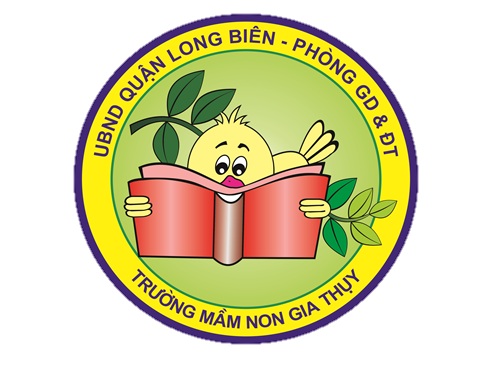 UBND QUẬN LONG BIÊN - PHÒNG GD & ĐT
TRƯỜNG MẦM NON GIA THỤY